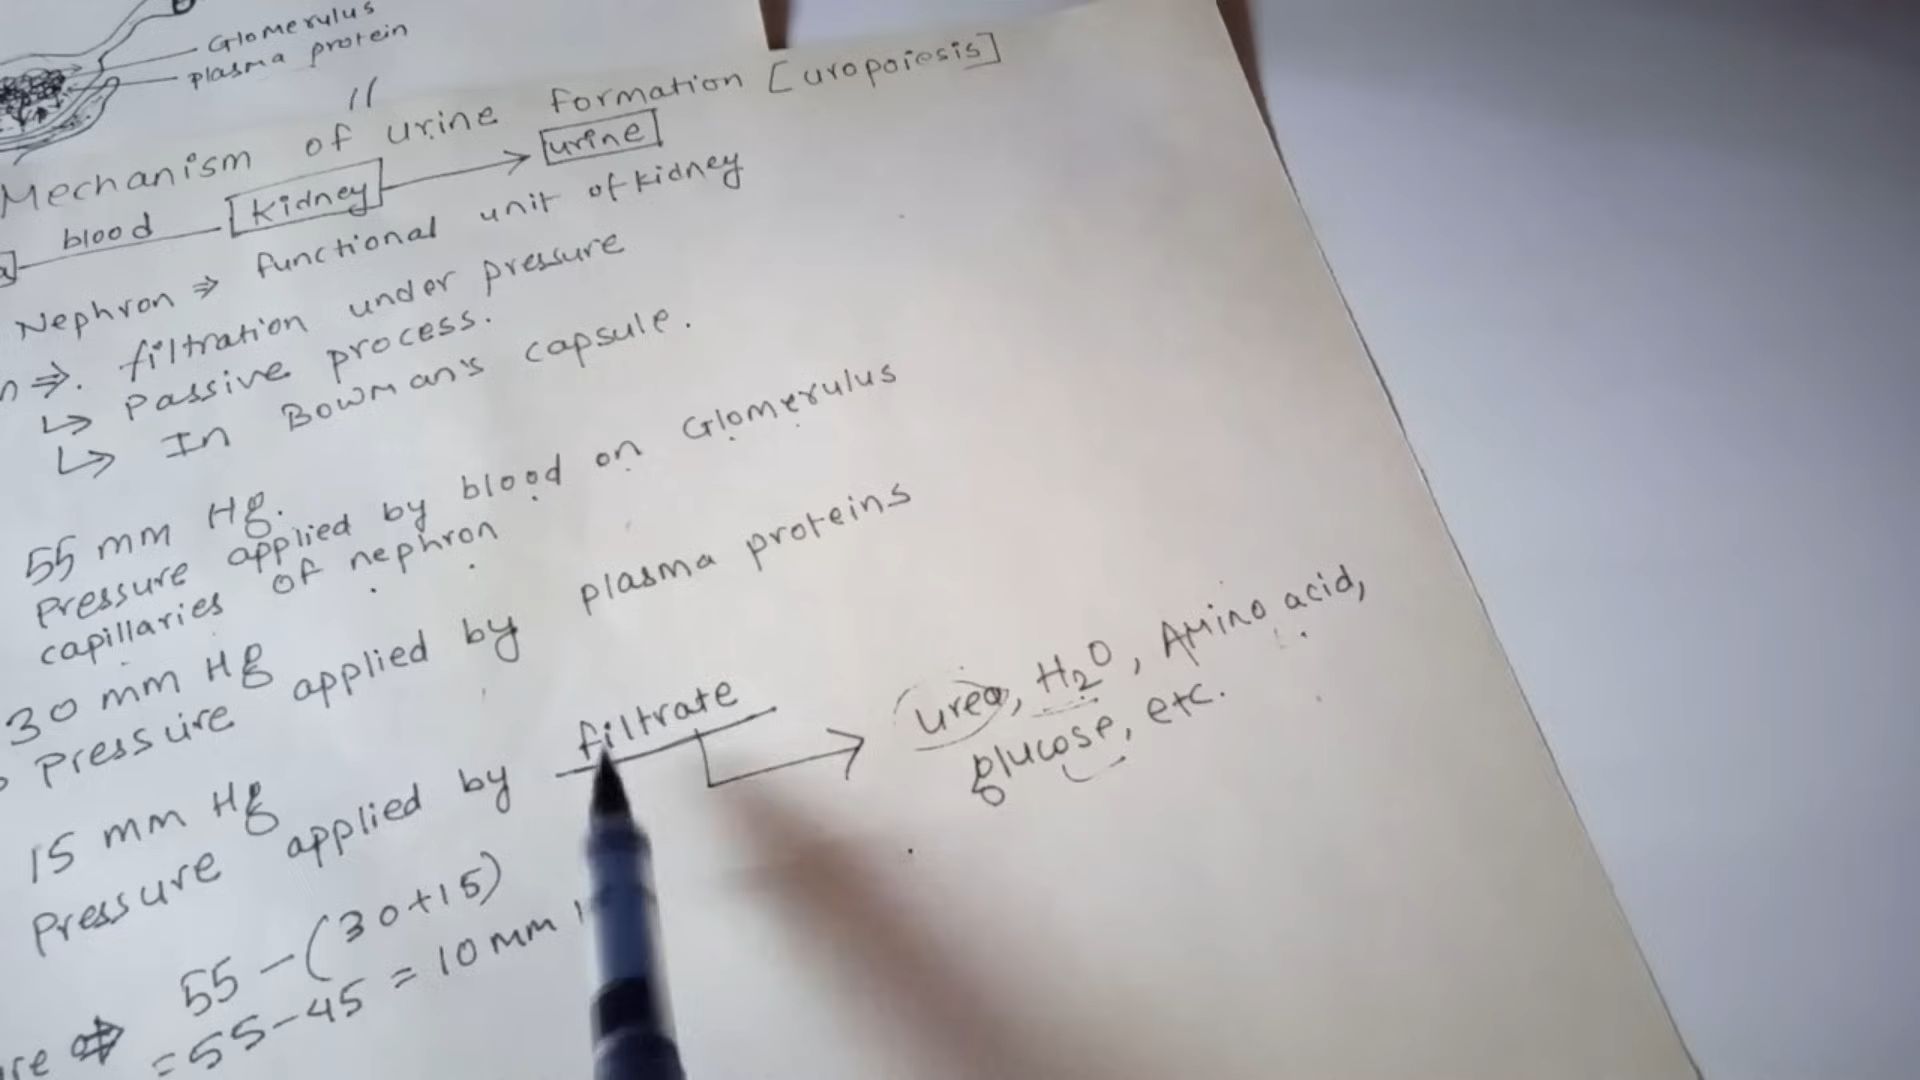 Glomerulus
plasma protein
"
Mechanism of urine formation [uropoiesis]
blood [kidney] urine
Nephron ⇒ functional unit of kidney
⇒. filtration under pressure
↳ Passive process.
↳ In Bowman's capsule.
55 mm Hg.
Pressure applied by blood on Glomerulus
capillaries of nephron
30 mm Hg
Pressure applied by plasma proteins
15 mm Hg
Pressure applied by filtrate → urea, H2O, Amino acid,
glucose, etc.
55-(30+15)
=55-45 = 10 mm